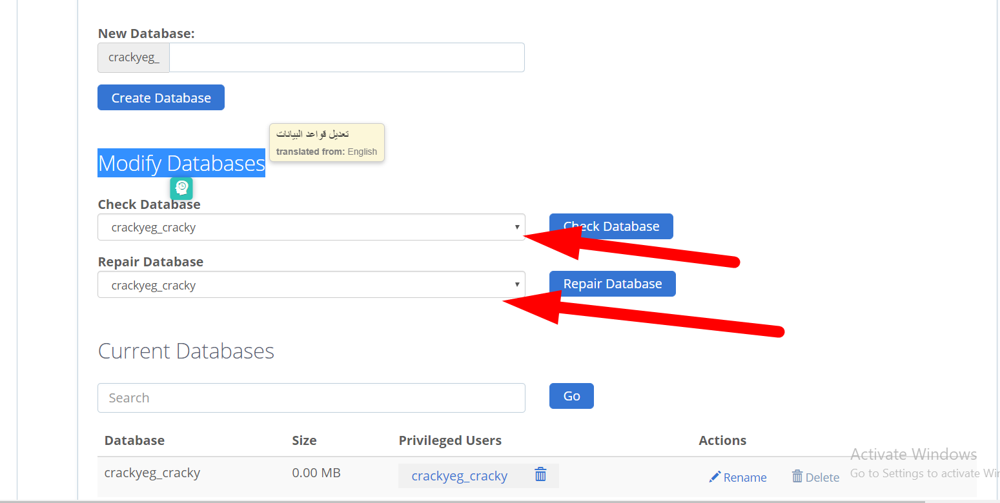 New Database:
crackyeg_
Create Database
تعديل قواعد البيانات
translated from: English
Modify Databases
Check Database
crackyeg_cracky
Check Database
Repair Database
crackyeg_cracky
Repair Database
Current Databases
Search
Go
Database Size Privileged Users Actions
crackyeg_cracky 0.00 MB crackyeg_cracky Rename Delete
Activate Windows
Go to Settings to activate Wi